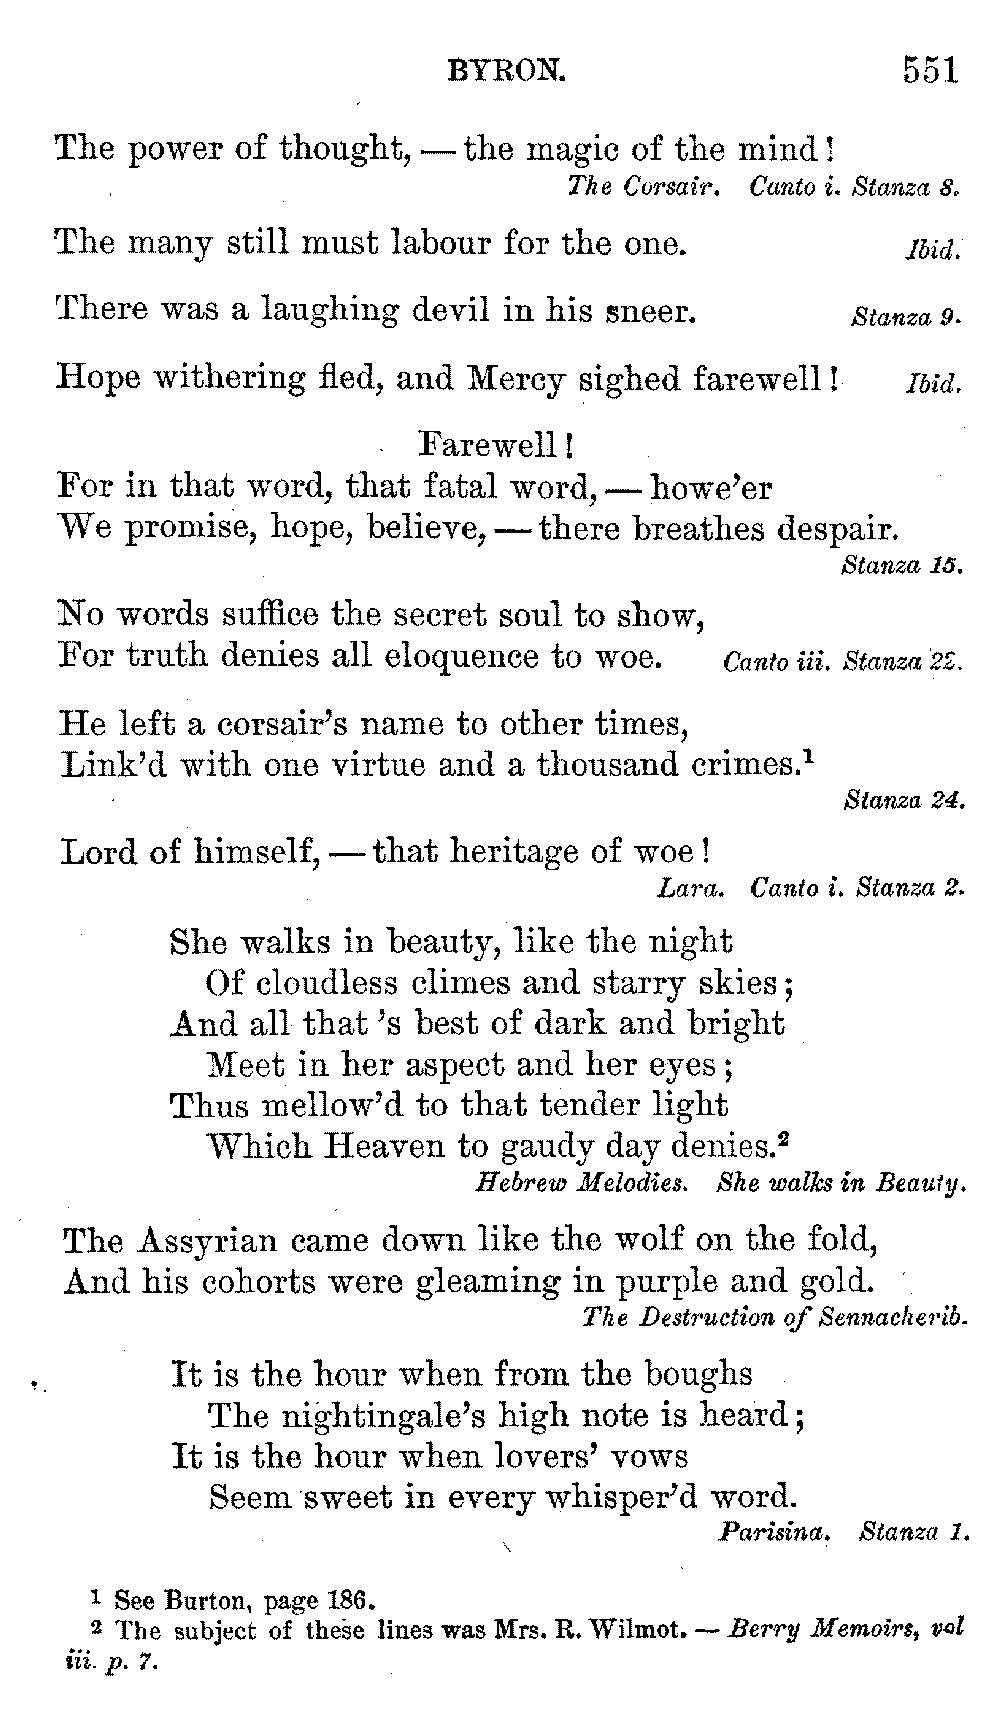 BYRON. 551
The power of thought, — the magic of the mind!
The Corsair. Canto i. Stanza 8.
The many still must labour for the one. Ibid.
There was a laughing devil in his sneer. Stanza 9.
Hope withering fled, and Mercy sighed farewell! Ibid.
Farewell!
For in that word, that fatal word, — howe'er
We promise, hope, believe, — there breathes despair.
Stanza 15.
No words suffice the secret soul to show,
For truth denies all eloquence to woe. Canto iii. Stanza 22.
He left a corsair's name to other times,
Link'd with one virtue and a thousand crimes.¹
Stanza 24.
Lord of himself, — that heritage of woe!
Lara. Canto i. Stanza 2.
She walks in beauty, like the night
Of cloudless climes and starry skies;
And all that 's best of dark and bright
Meet in her aspect and her eyes;
Thus mellow'd to that tender light
Which Heaven to gaudy day denies.²
Hebrew Melodies. She walks in Beauty.
The Assyrian came down like the wolf on the fold,
And his cohorts were gleaming in purple and gold.
The Destruction of Sennacherib.
It is the hour when from the boughs
The nightingale's high note is heard;
It is the hour when lovers' vows
Seem sweet in every whisper'd word.
Parisina. Stanza 1.
1 See Burton, page 186.
2 The subject of these lines was Mrs. R. Wilmot. — Berry Memoirs, vol
iii. p. 7.